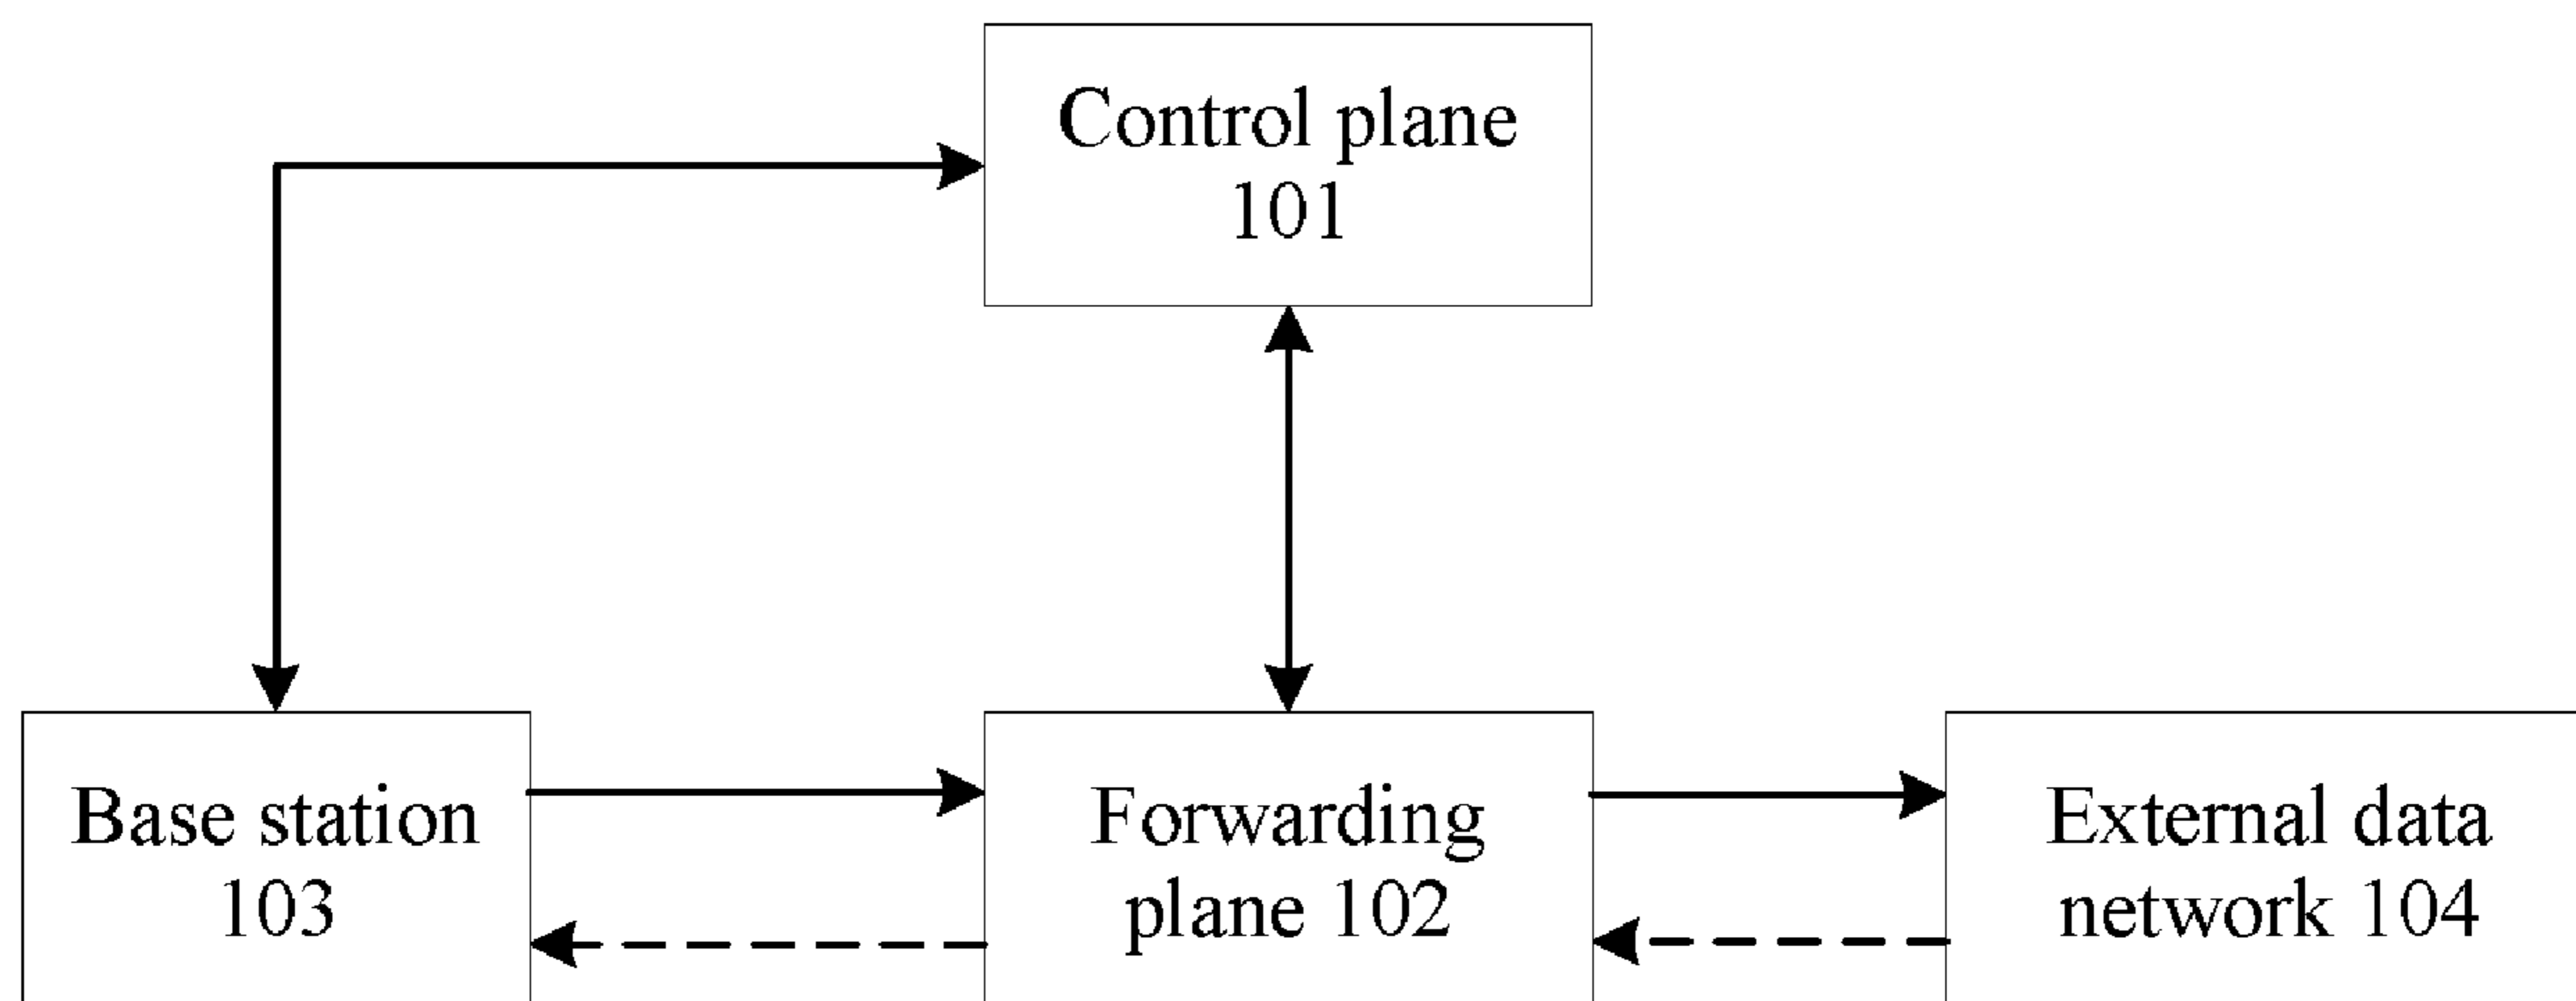 Control plane
101
Base station
103
Forwarding
plane 102
External data
network 104